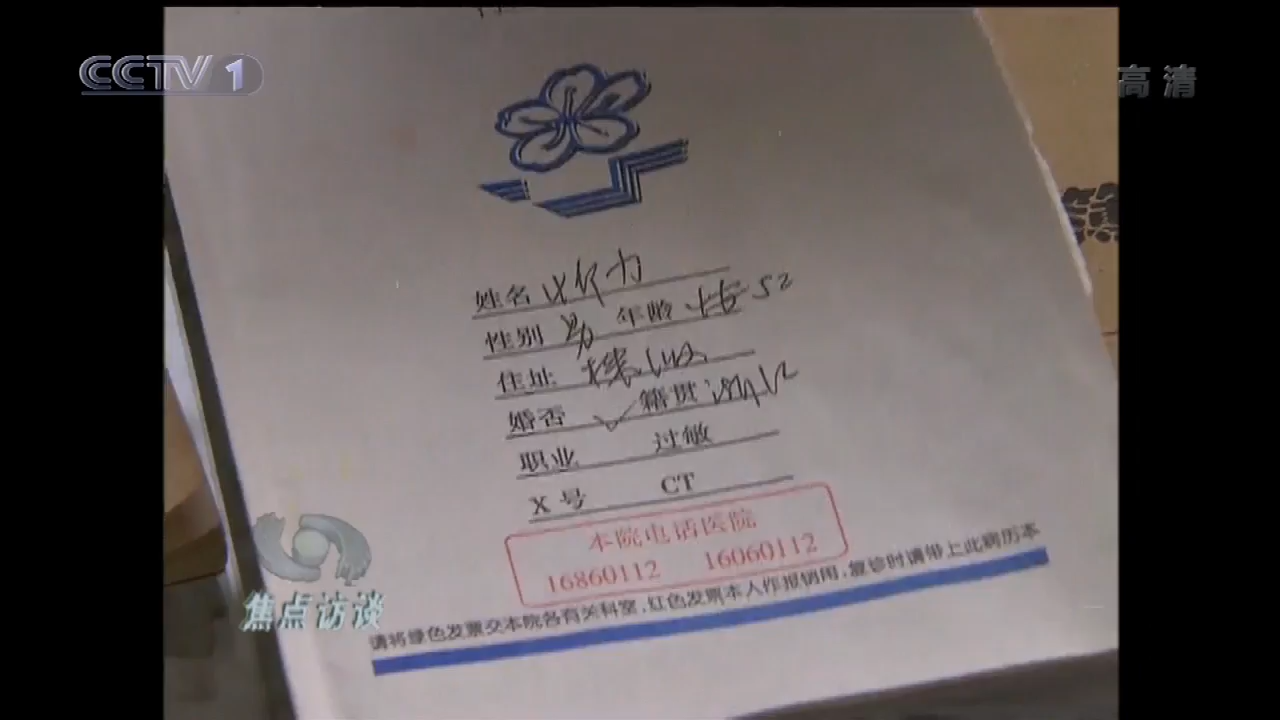 CCTV 1
高清
姓名
性别 男 年龄 52
住址
婚否 籍贯
职业 过敏
X号 CT
本院电话医院
16860112 16060112
请将绿色发票交本院各有关科室,红色发票本人作报销用,复诊时请带上此病历本
焦点访谈